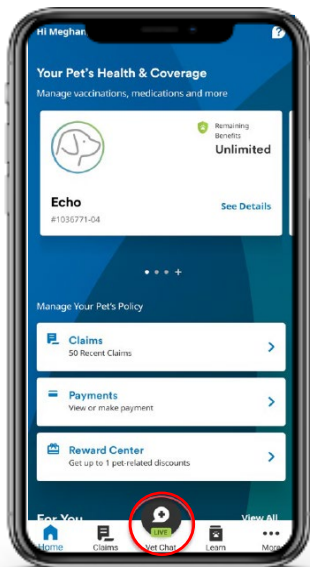 Hi Meghan
?
Your Pet's Health & Coverage
Manage vaccinations, medications and more
Remaining
Benefits
Unlimited
Echo
#1036771-04
See Details
Manage Your Pet's Policy
Claims
50 Recent Claims
Payments
View or make payment
Reward Center
Get up to 1 pet-related discounts
For You
View All
LIVE
Home
Claims
Vet Chat
Learn
More